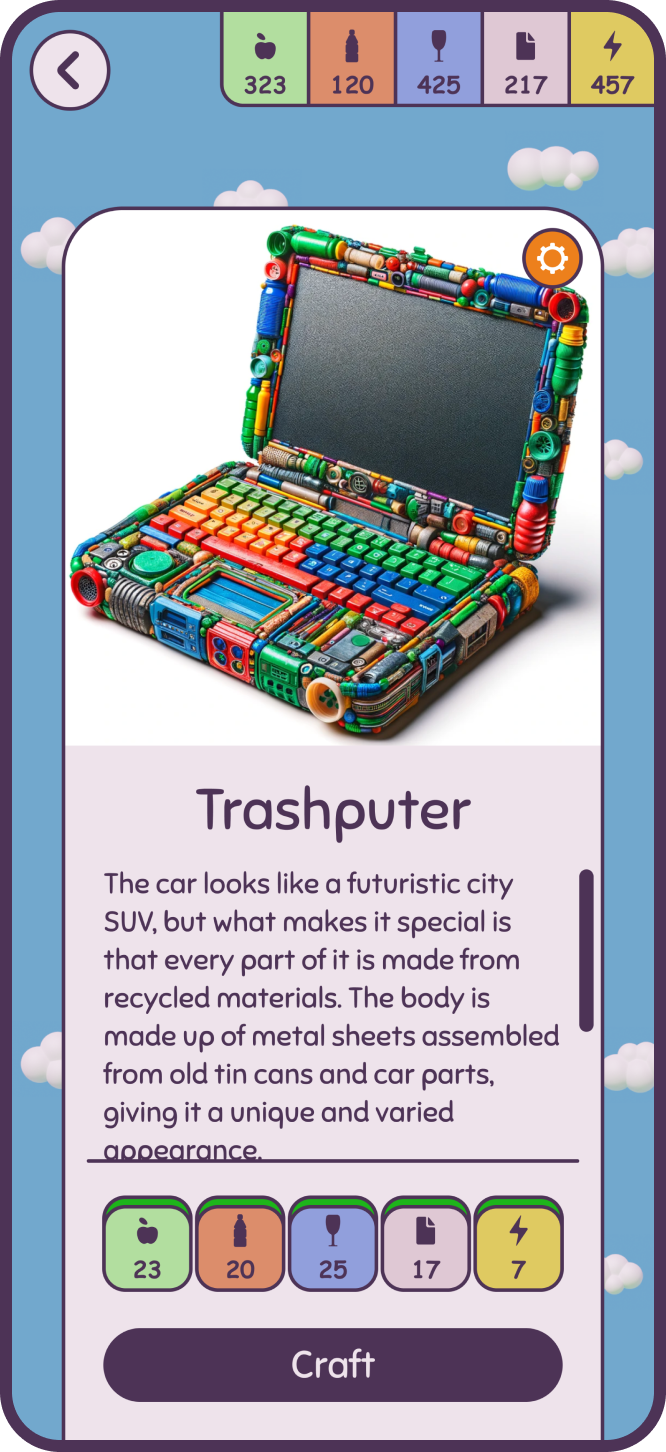 323 120 425 217 457
Trashputer
The car looks like a futuristic city
SUV, but what makes it special is
that every part of it is made from
recycled materials. The body is
made up of metal sheets assembled
from old tin cans and car parts,
giving it a unique and varied
appearance.
23 20 25 17 7
Craft